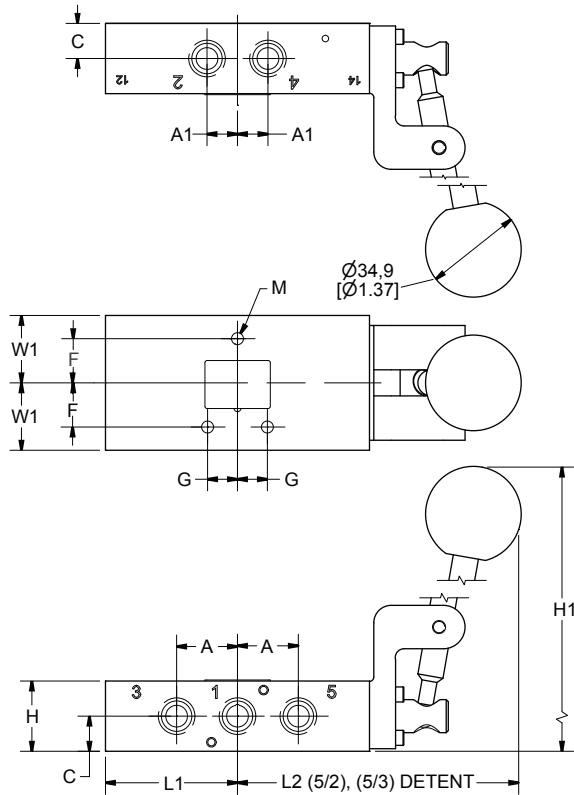 C
12
2
4
14
A1
A1
Ø34,9
[Ø1.37]
M
W1
F
W1
F
G
G
H1
A
A
3
1
5
H
C
L1
L2 (5/2), (5/3) DETENT